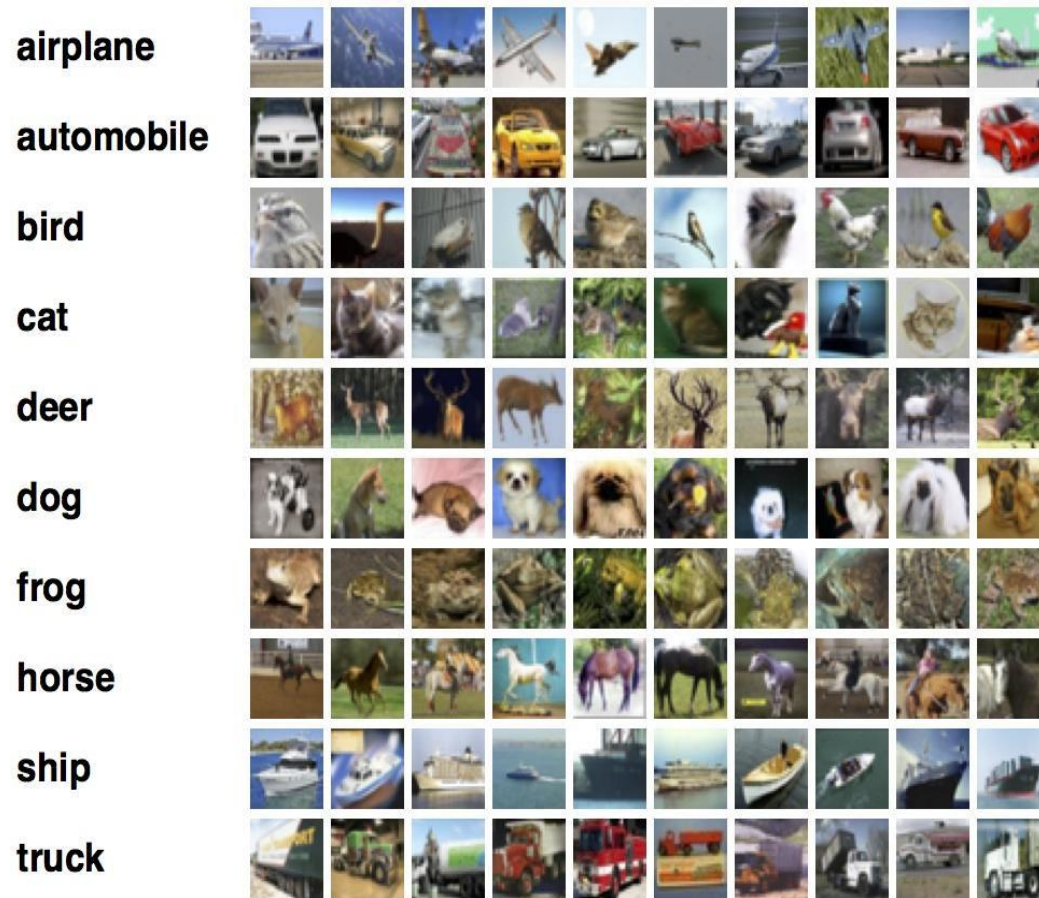 airplane
automobile
bird
cat
deer
dog
frog
horse
ship
truck